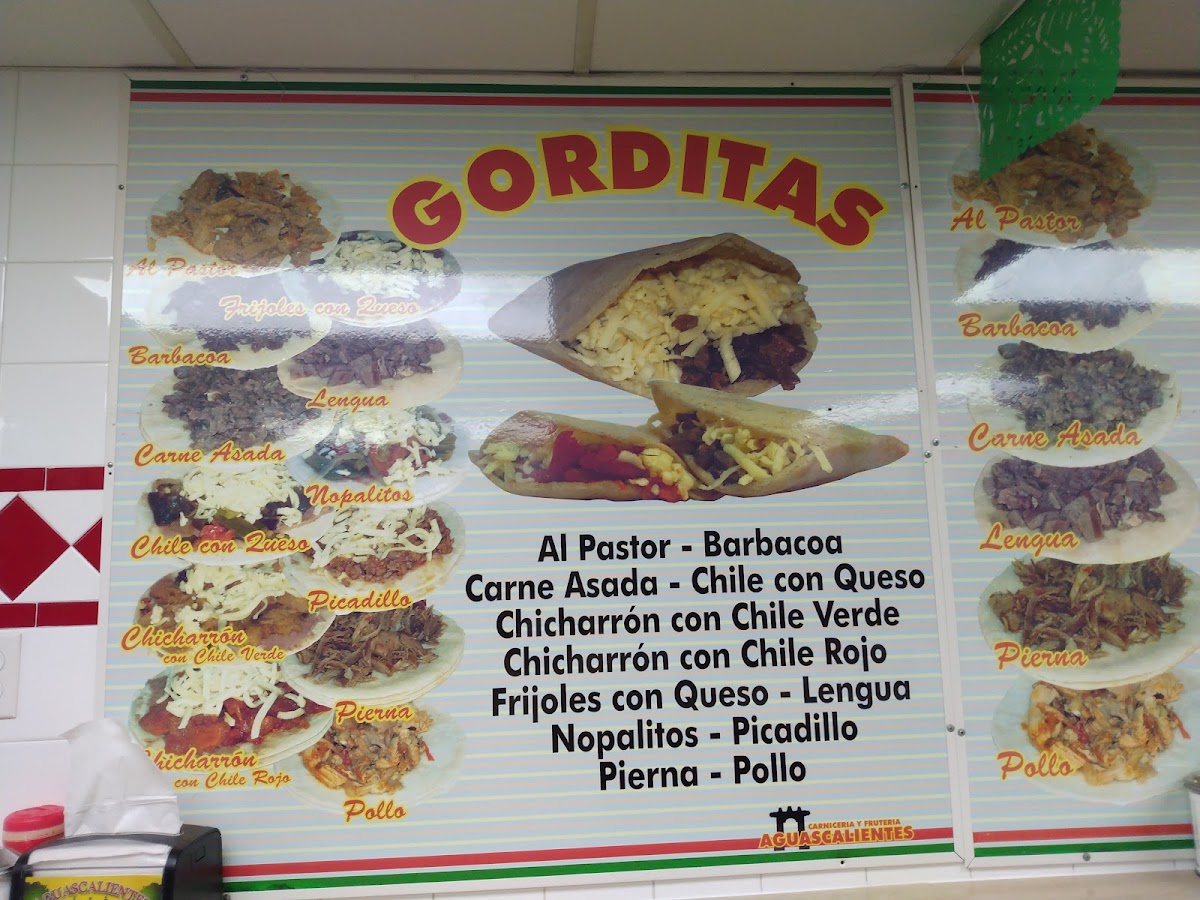 GORDITAS
Al Pastor
Frijoles con Queso
Barbacoa
Lengua
Carne Asada
Nopalitos
Chile con Queso
Picadillo
Chicharrón
con Chile Verde
Pierna
Chicharrón
con Chile Rojo
Pollo
Al Pastor - Barbacoa
Carne Asada - Chile con Queso
Chicharrón con Chile Verde
Chicharrón con Chile Rojo
Frijoles con Queso - Lengua
Nopalitos - Picadillo
Pierna - Pollo
CARNICERIA Y FRUTERIA
AGUASCALIENTES
Al Pastor
Barbacoa
Carne Asada
Lengua
Pierna
Pollo